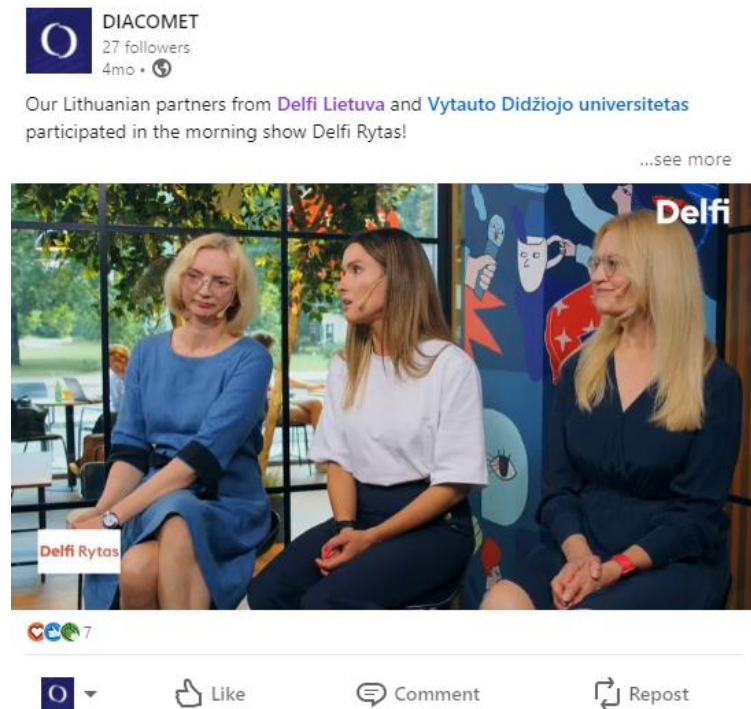 DIACOMET
27 followers
4mo •
Our Lithuanian partners from Delfi Lietuva and Vytauto Didžiojo universitetas
participated in the morning show Delfi Rytas!
...see more
Delfi
Delfi Rytas
7
Like
Comment
Repost